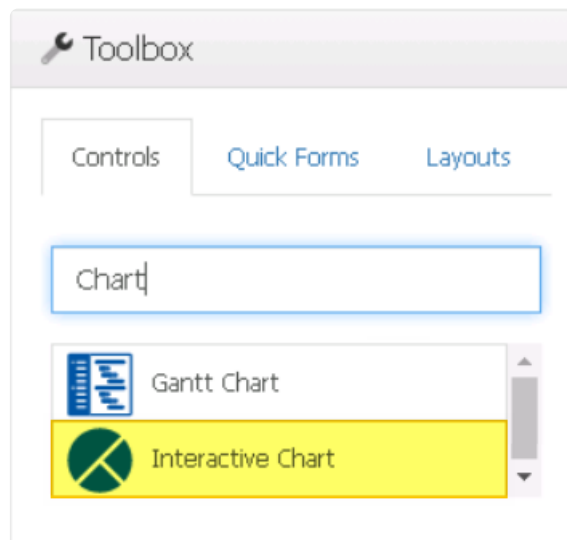 Toolbox
Controls Quick Forms Layouts
Chart
Gantt Chart
Interactive Chart